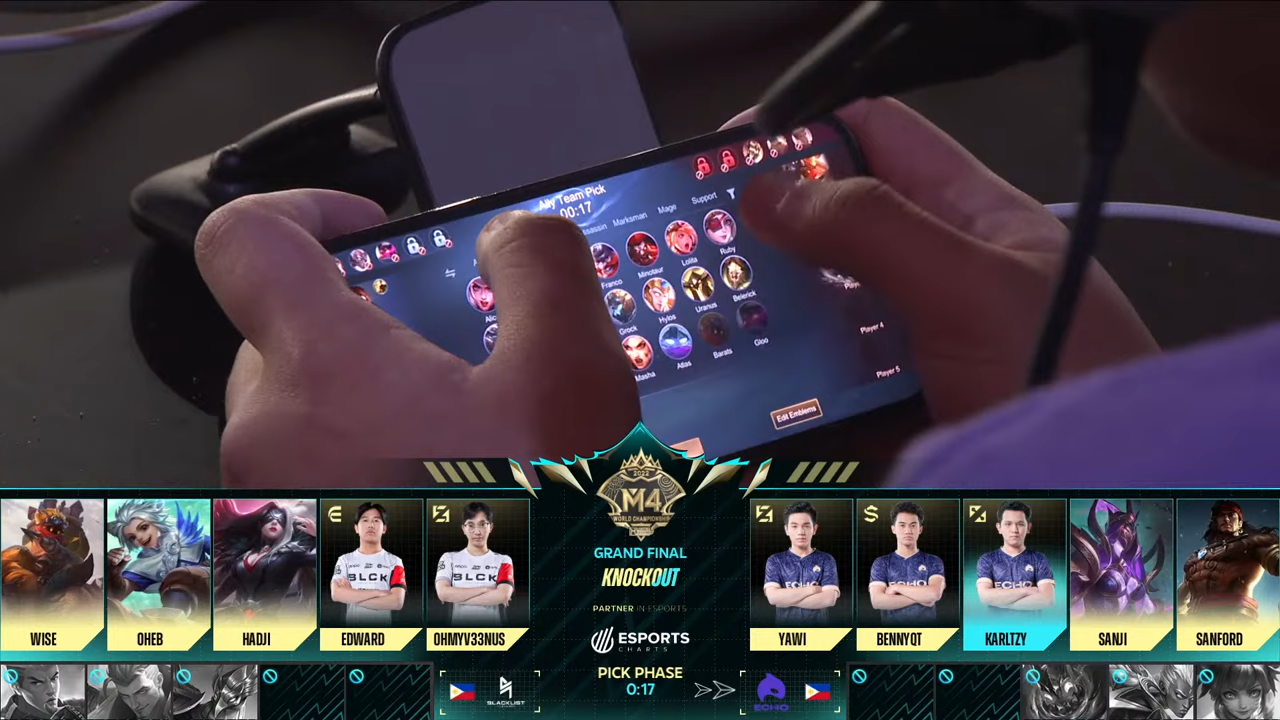 Ally Team Pick
00:17
Assassin Marksman Mage Support
Franco Minotaur Lolita Ruby
Grock Hylos Uranus Belerick
Masha Atlas Barats Gloo
Player 4
Player 5
Edit Emblems
2022
M4
WORLD CHAMPIONSHIP
GRAND FINAL
KNOCKOUT
PARTNER IN ESPORTS
ESPORTS
CHARTS
PICK PHASE
0:17
BLCK
BLCK
ECHO
ECHO
ECHO
WISE
OHEB
HADJI
EDWARD
OHMYV33NUS
YAWI
BENNYQT
KARLTZY
SANJI
SANFORD
BLACKLIST
ECHO